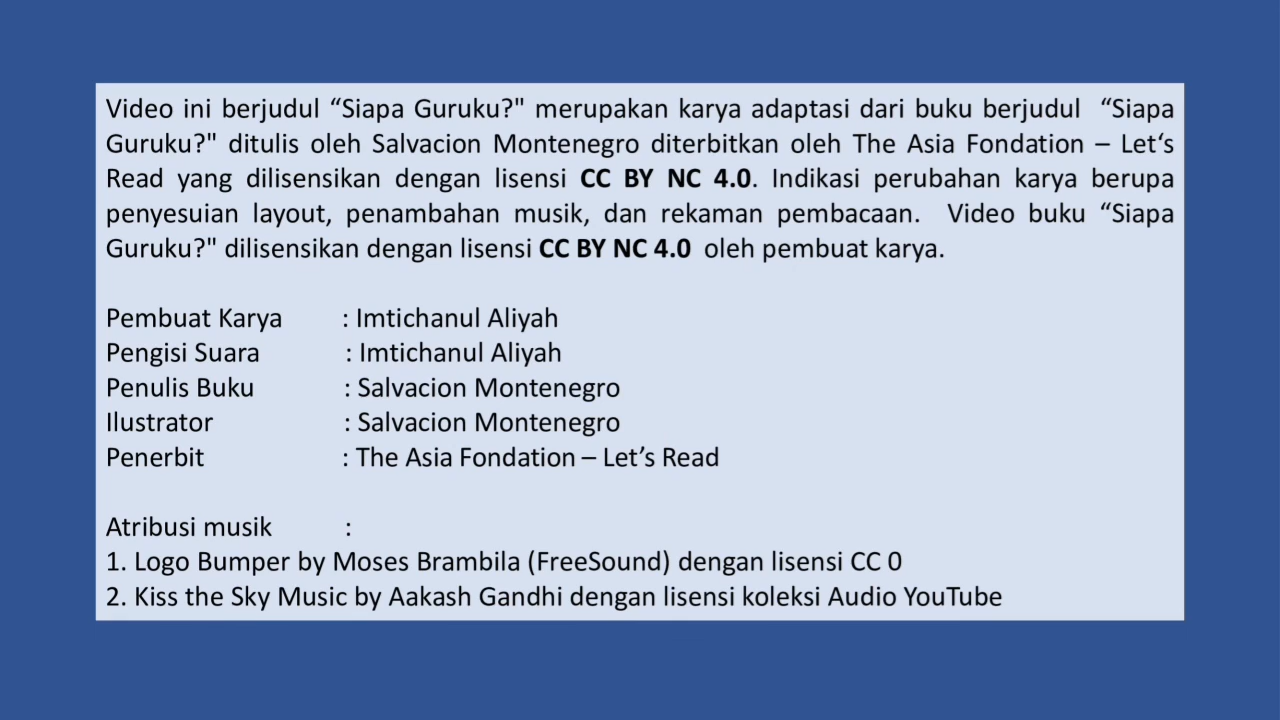 Video ini berjudul “Siapa Guruku?" merupakan karya adaptasi dari buku berjudul “Siapa
Guruku?" ditulis oleh Salvacion Montenegro diterbitkan oleh The Asia Fondation – Let‘s
Read yang dilisensikan dengan lisensi CC BY NC 4.0. Indikasi perubahan karya berupa
penyesuian layout, penambahan musik, dan rekaman pembacaan. Video buku “Siapa
Guruku?" dilisensikan dengan lisensi CC BY NC 4.0 oleh pembuat karya.
Pembuat Karya : Imtichanul Aliyah
Pengisi Suara : Imtichanul Aliyah
Penulis Buku : Salvacion Montenegro
Ilustrator : Salvacion Montenegro
Penerbit : The Asia Fondation – Let’s Read
Atribusi musik :
1. Logo Bumper by Moses Brambila (FreeSound) dengan lisensi CC 0
2. Kiss the Sky Music by Aakash Gandhi dengan lisensi koleksi Audio YouTube